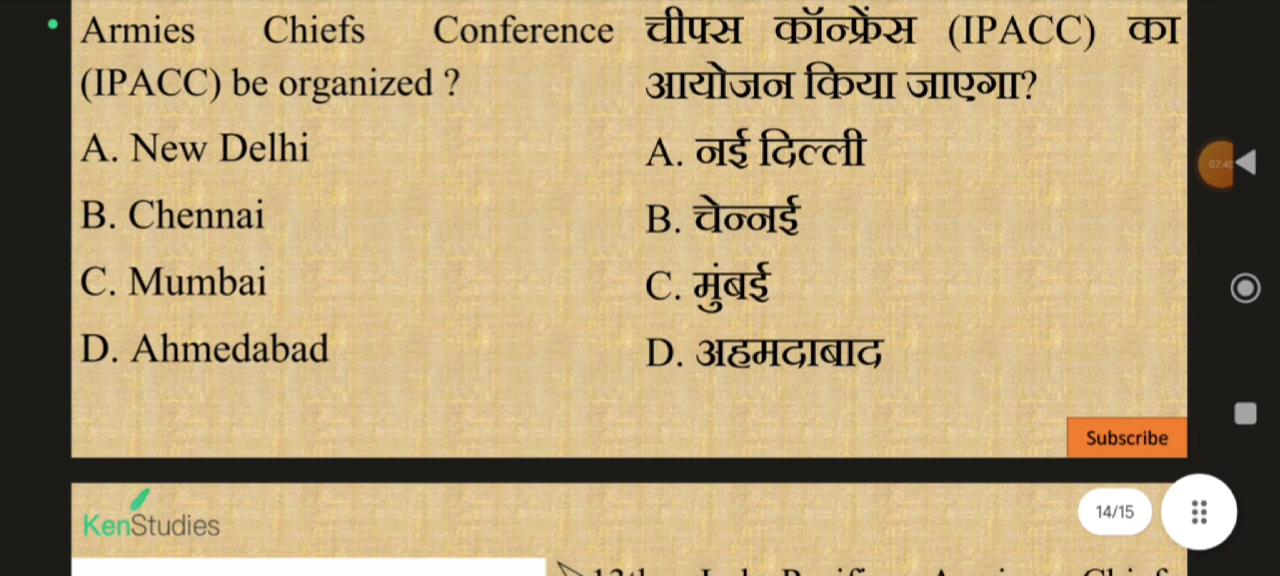 Armies Chiefs Conference
(IPACC) be organized ?
A. New Delhi
B. Chennai
C. Mumbai
D. Ahmedabad
चीफ्स कॉन्फ्रेंस (IPACC) का
आयोजन किया जाएगा?
A. नई दिल्ली
B. चेन्नई
C. मुंबई
D. अहमदाबाद
Subscribe
KenStudies
14/15